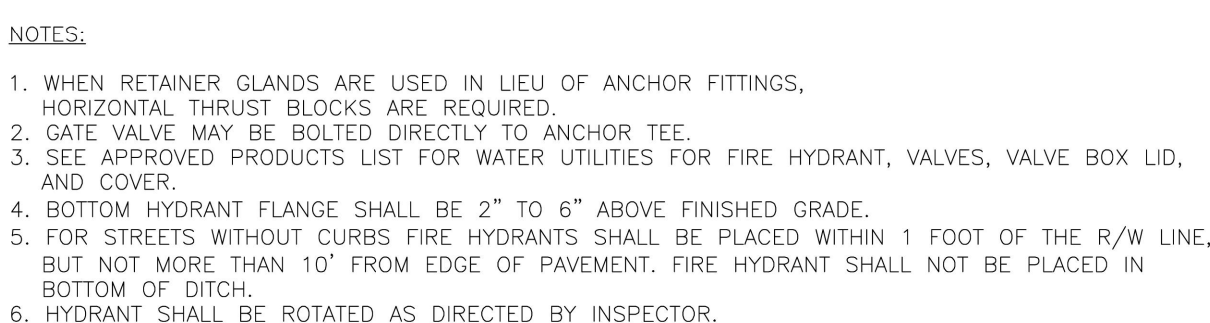 NOTES:
1. WHEN RETAINER GLANDS ARE USED IN LIEU OF ANCHOR FITTINGS,
HORIZONTAL THRUST BLOCKS ARE REQUIRED.
2. GATE VALVE MAY BE BOLTED DIRECTLY TO ANCHOR TEE.
3. SEE APPROVED PRODUCTS LIST FOR WATER UTILITIES FOR FIRE HYDRANT, VALVES, VALVE BOX LID,
AND COVER.
4. BOTTOM HYDRANT FLANGE SHALL BE 2" TO 6" ABOVE FINISHED GRADE.
5. FOR STREETS WITHOUT CURBS FIRE HYDRANTS SHALL BE PLACED WITHIN 1 FOOT OF THE R/W LINE,
BUT NOT MORE THAN 10' FROM EDGE OF PAVEMENT. FIRE HYDRANT SHALL NOT BE PLACED IN
BOTTOM OF DITCH.
6. HYDRANT SHALL BE ROTATED AS DIRECTED BY INSPECTOR.